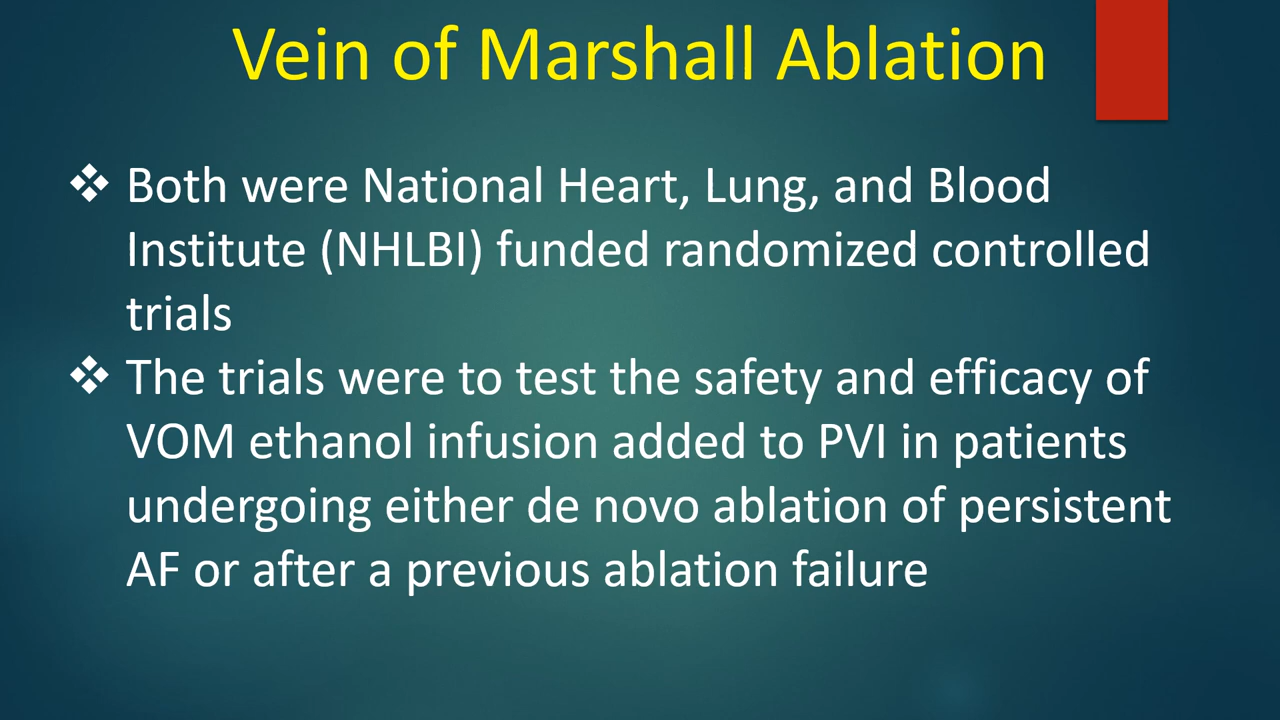 Vein of Marshall Ablation
❖ Both were National Heart, Lung, and Blood
Institute (NHLBI) funded randomized controlled
trials
❖ The trials were to test the safety and efficacy of
VOM ethanol infusion added to PVI in patients
undergoing either de novo ablation of persistent
AF or after a previous ablation failure